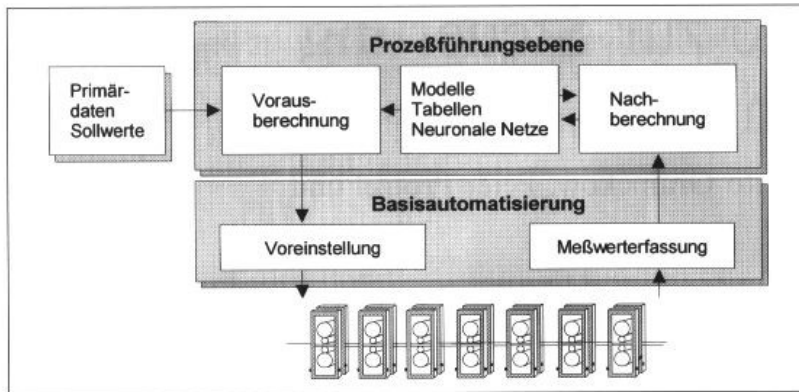 Prozeßführungsebene
Primär-
daten
Sollwerte
Voraus-
berechnung
Modelle
Tabellen
Neuronale Netze
Nach-
berechnung
Basisautomatisierung
Voreinstellung
Meßwerterfassung